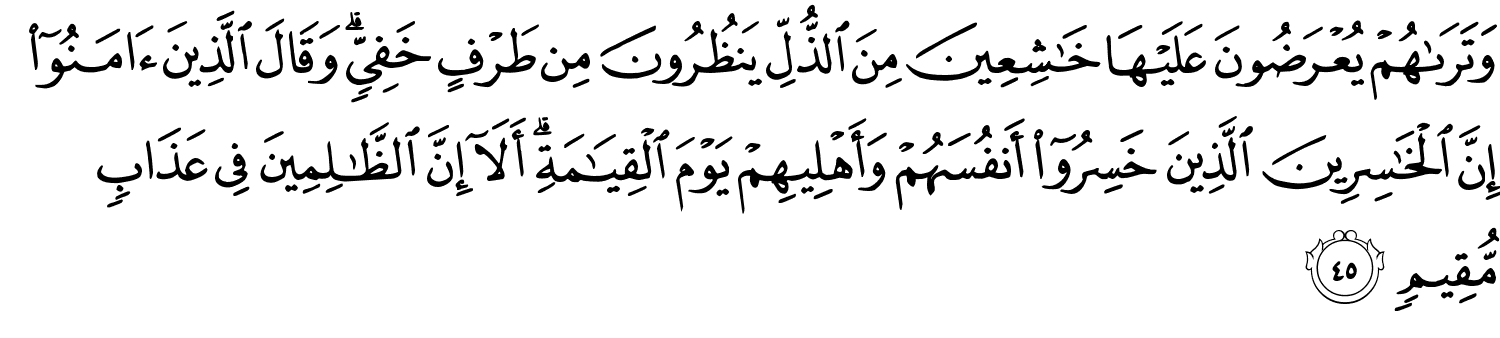 وَتَرَىٰهُمْ يُعْرَضُونَ عَلَيْهَا خَـٰشِعِينَ مِنَ ٱلذُّلِّ يَنظُرُونَ مِن طَرْفٍ خَفِىٍّ ۗ وَقَالَ ٱلَّذِينَ ءَامَنُوٓا۟
إِنَّ ٱلْخَـٰسِرِينَ ٱلَّذِينَ خَسِرُوٓا۟ أَنفُسَهُمْ وَأَهْلِيهِمْ يَوْمَ ٱلْقِيَـٰمَةِ ۗ أَلَآ إِنَّ ٱلظَّـٰلِمِينَ فِى عَذَابٍ
مُّقِيمٍ ٤٥